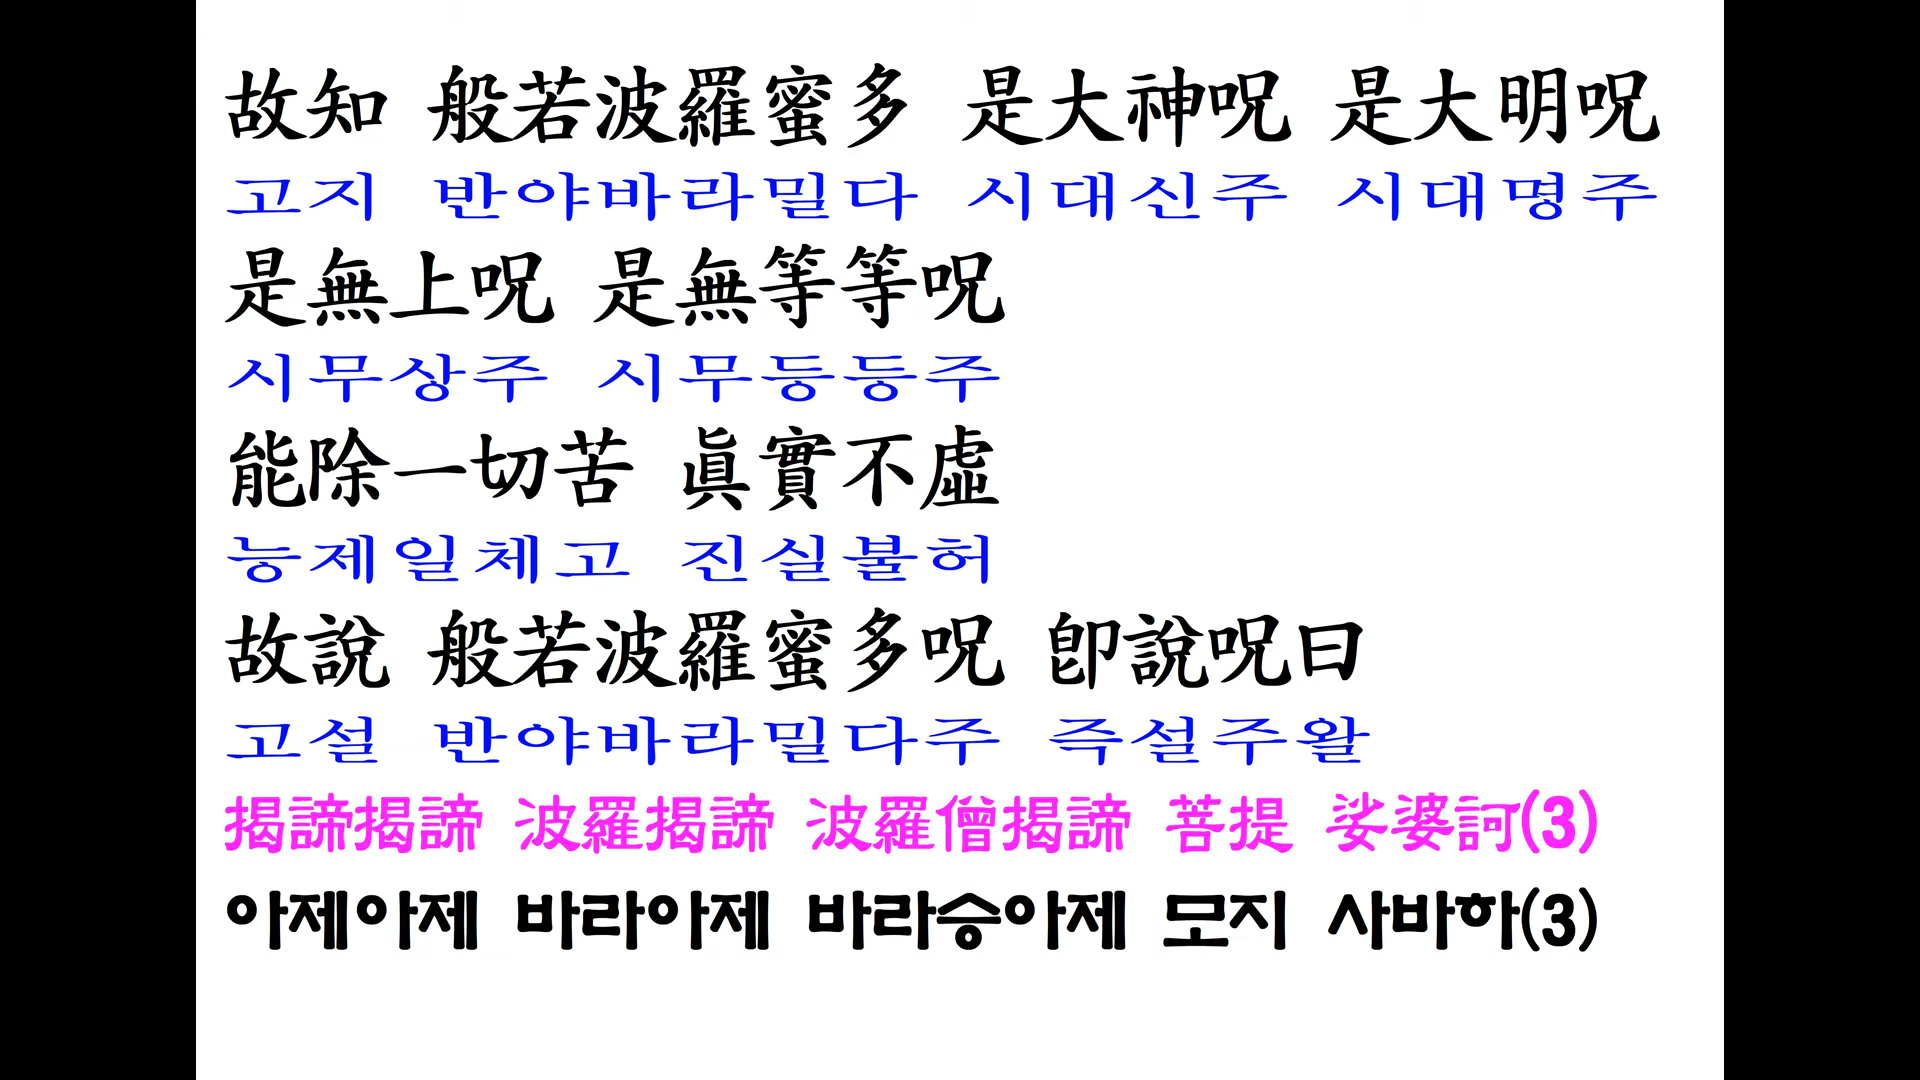 故知 般若波羅蜜多 是大神呪 是大明呪
고지 반야바라밀다 시대신주 시대명주
是無上呪 是無等等呪
시무상주 시무등등주
能除一切苦 眞實不虛
능제일체고 진실불허
故說 般若波羅蜜多呪 卽說呪曰
고설 반야바라밀다주 즉설주왈
揭諦揭諦 波羅揭諦 波羅僧揭諦 菩提 娑婆訶(3)
아제아제 바라아제 바라승아제 모지 사바하(3)